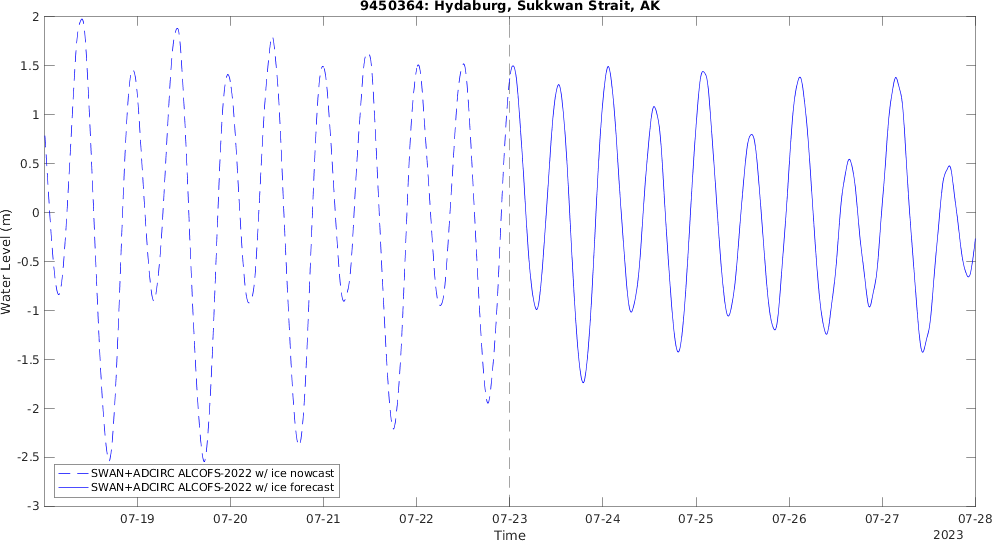 9450364: Hydaburg, Sukkwan Strait, AK
2
1.5
1
0.5
0
-0.5
-1
-1.5
-2
-2.5
-3
Water Level (m)
SWAN+ADCIRC ALCOFS-2022 w/ ice nowcast
SWAN+ADCIRC ALCOFS-2022 w/ ice forecast
07-19 07-20 07-21 07-22 07-23 07-24 07-25 07-26 07-27 07-28
Time
2023